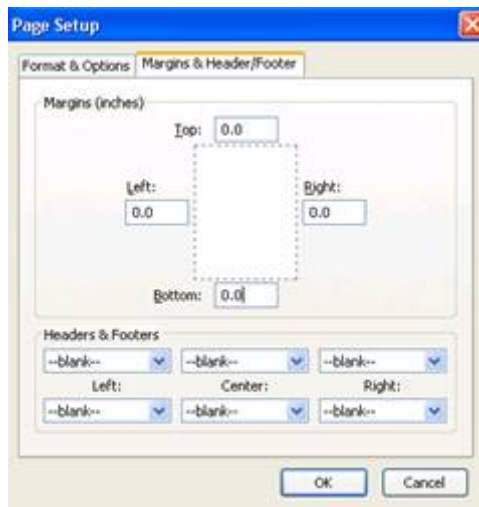 Page Setup
Format & Options Margins & Header/Footer
Margins (inches)
Top: 0.0
Left: Right:
0.0 0.0
Bottom: 0.0
Headers & Footers
--blank-- --blank-- --blank--
Left: Center: Right:
--blank-- --blank-- --blank--
OK Cancel